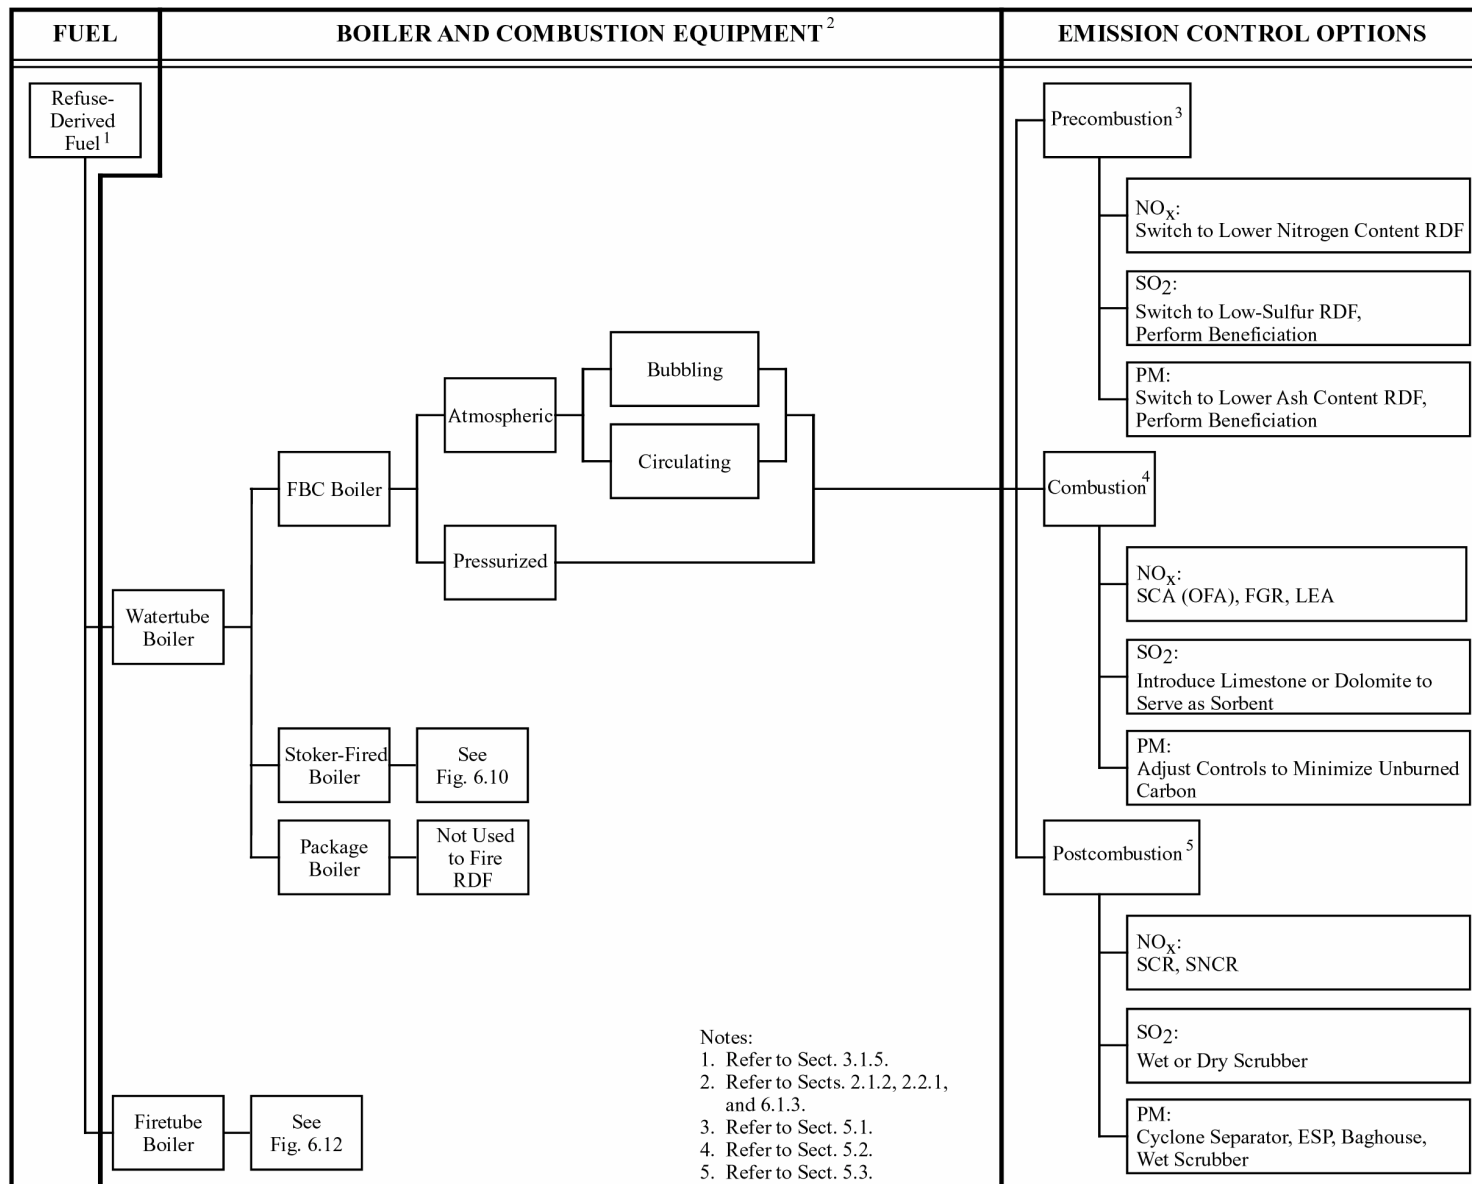 FUEL
BOILER AND COMBUSTION EQUIPMENT 2
EMISSION CONTROL OPTIONS
Refuse-
Derived
Fuel 1
Watertube
Boiler
Firetube
Boiler
See
Fig. 6.12
FBC Boiler
Stoker-Fired
Boiler
See
Fig. 6.10
Package
Boiler
Not Used
to Fire
RDF
Atmospheric
Pressurized
Bubbling
Circulating
Notes:
1. Refer to Sect. 3.1.5.
2. Refer to Sects. 2.1.2, 2.2.1,
and 6.1.3.
3. Refer to Sect. 5.1.
4. Refer to Sect. 5.2.
5. Refer to Sect. 5.3.
Precombustion 3
NOx:
Switch to Lower Nitrogen Content RDF
SO2:
Switch to Low-Sulfur RDF,
Perform Beneficiation
PM:
Switch to Lower Ash Content RDF,
Perform Beneficiation
Combustion 4
NOx:
SCA (OFA), FGR, LEA
SO2:
Introduce Limestone or Dolomite to
Serve as Sorbent
PM:
Adjust Controls to Minimize Unburned
Carbon
Postcombustion 5
NOx:
SCR, SNCR
SO2:
Wet or Dry Scrubber
PM:
Cyclone Separator, ESP, Baghouse,
Wet Scrubber